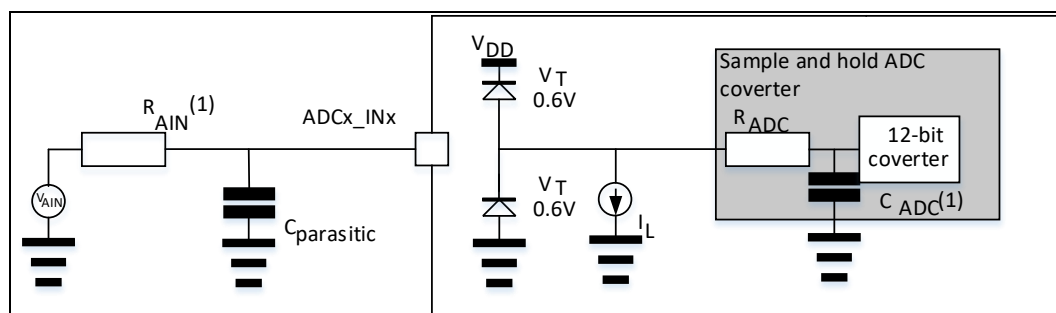 V DD
V T
0.6V
Sample and hold ADC
coverter
R AIN (1)
ADCx_INx
R ADC
12-bit
coverter
V AIN
C parasitic
V T
0.6V
I L
C ADC (1)